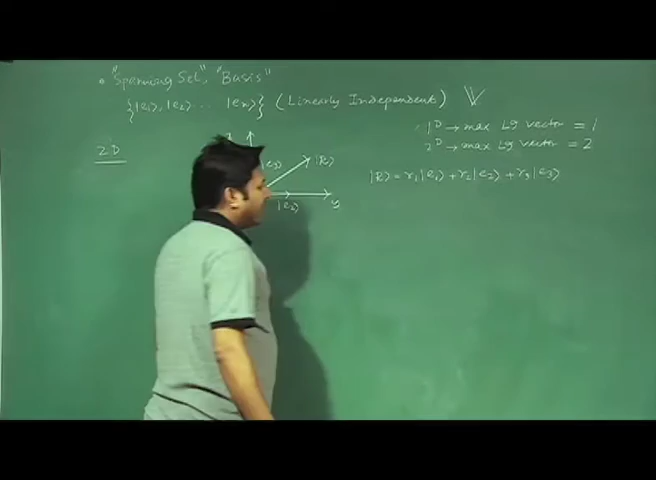 • "Spanning Set", "Basis"
{|e₁⟩, |e₂⟩ ... |eₙ⟩} (Linearly Independent)
1D → max LI vector = 1
2D → max LI vector = 2
2D
|e₃⟩ |R⟩
|R⟩ = r₁|e₁⟩ + r₂|e₂⟩ + r₃|e₃⟩
|e₂⟩ y